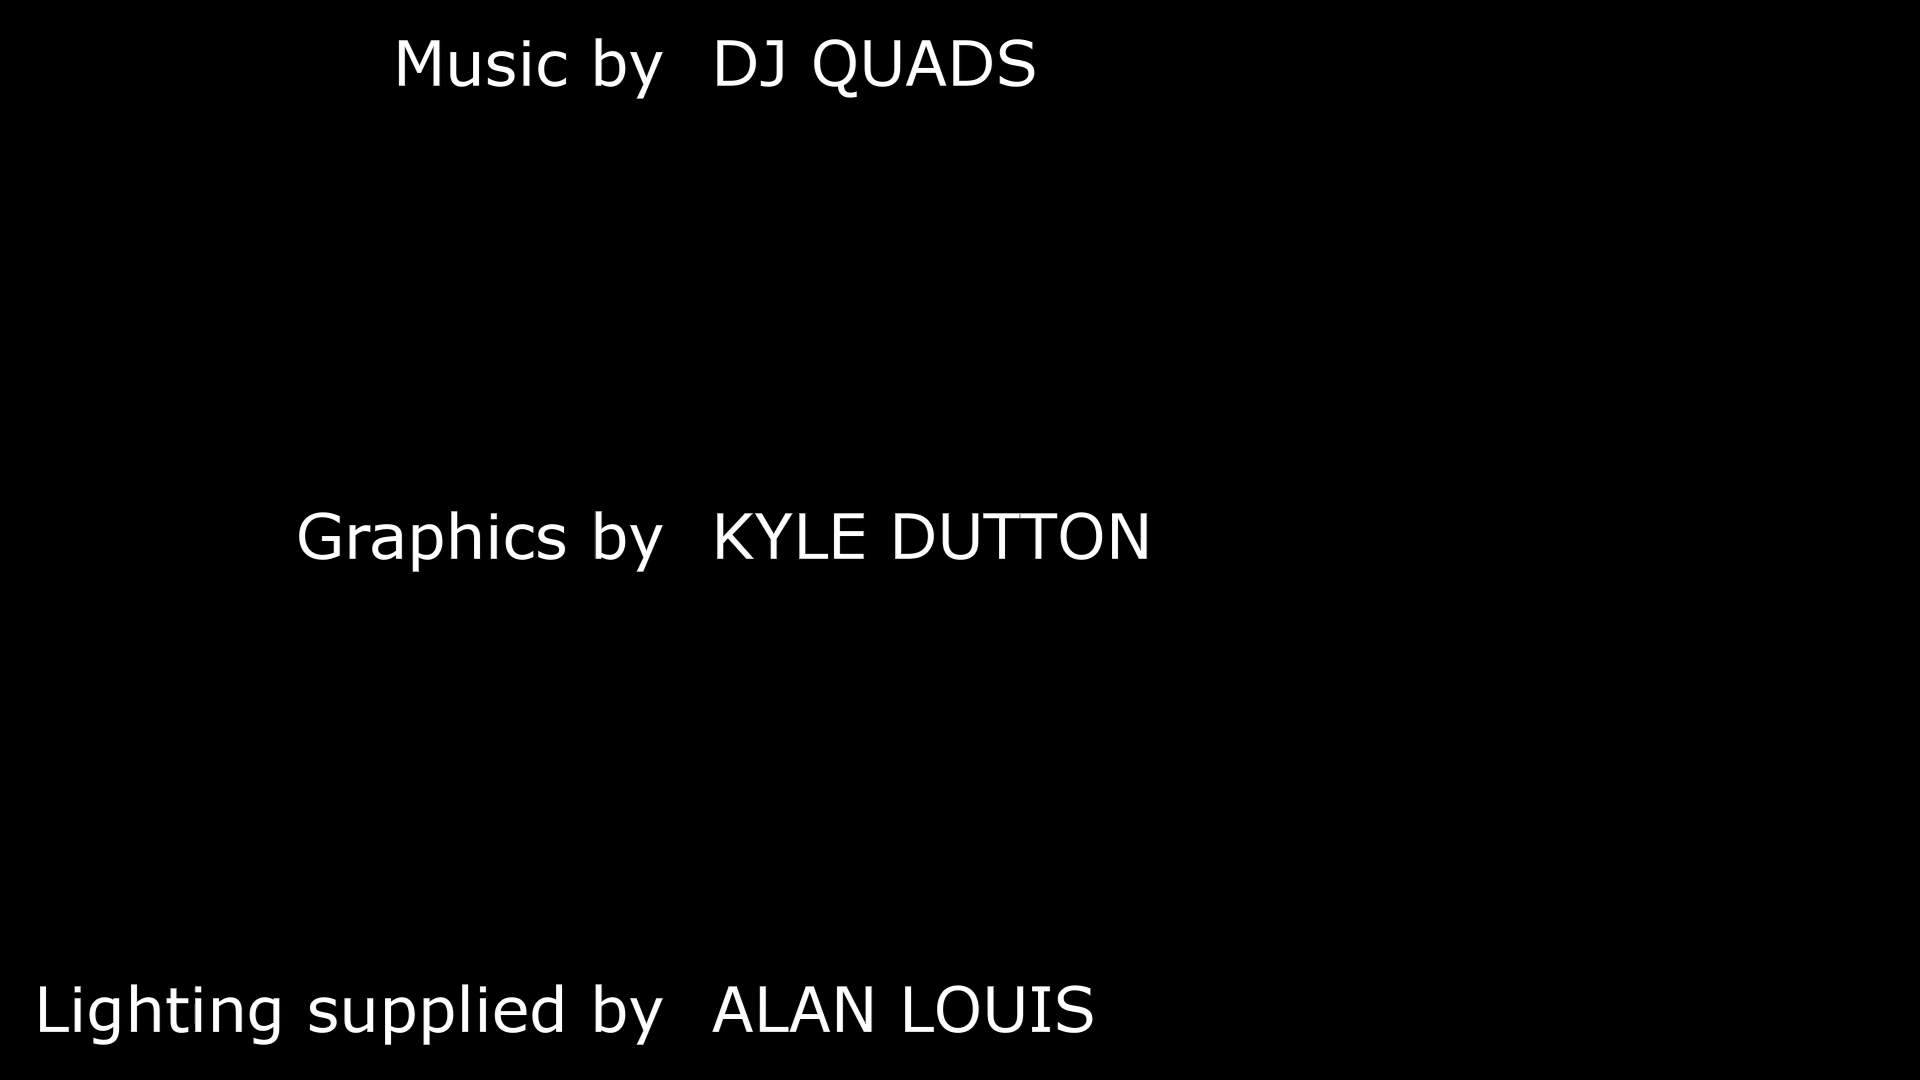 Music by DJ QUADS
Graphics by KYLE DUTTON
Lighting supplied by ALAN LOUIS